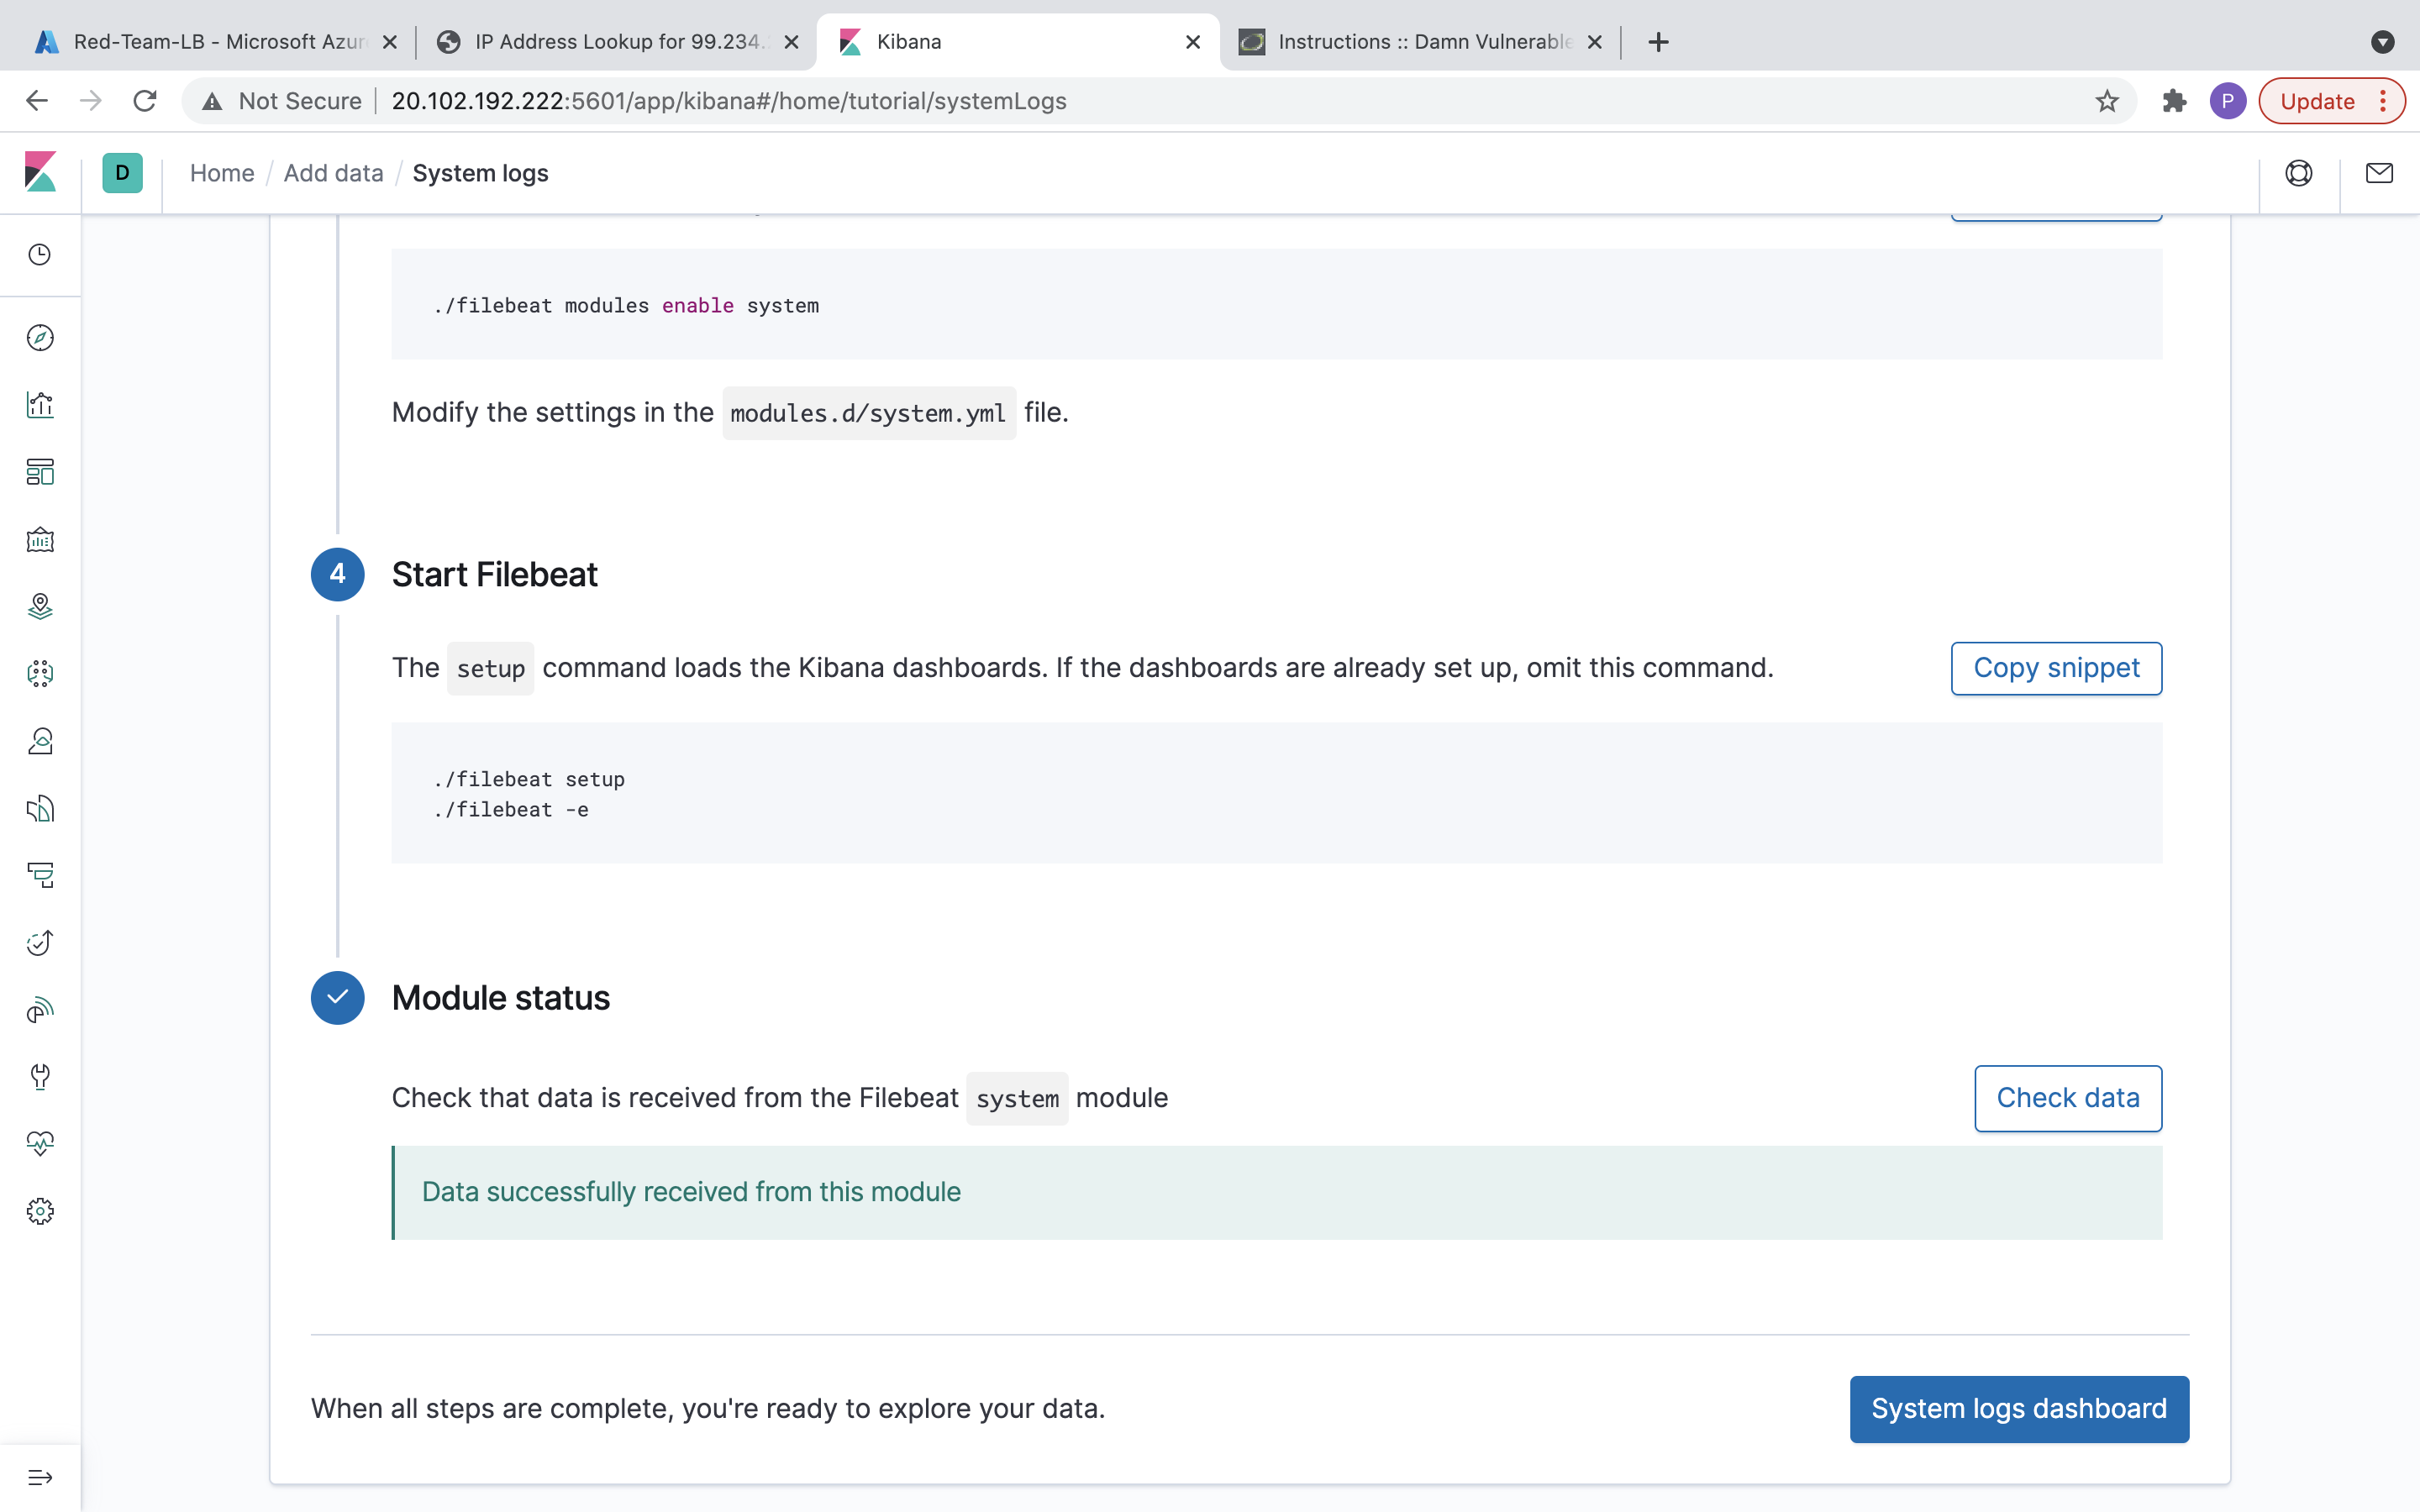 Red-Team-LB - Microsoft Azur
IP Address Lookup for 99.234.
Kibana
Instructions :: Damn Vulnerable
Not Secure
20.102.192.222:5601/app/kibana#/home/tutorial/systemLogs
P
Update
D
Home / Add data / System logs
./filebeat modules enable system
Modify the settings in the modules.d/system.yml file.
4
Start Filebeat
The setup command loads the Kibana dashboards. If the dashboards are already set up, omit this command.
Copy snippet
./filebeat setup
./filebeat -e
Module status
Check that data is received from the Filebeat system module
Check data
Data successfully received from this module
When all steps are complete, you're ready to explore your data.
System logs dashboard